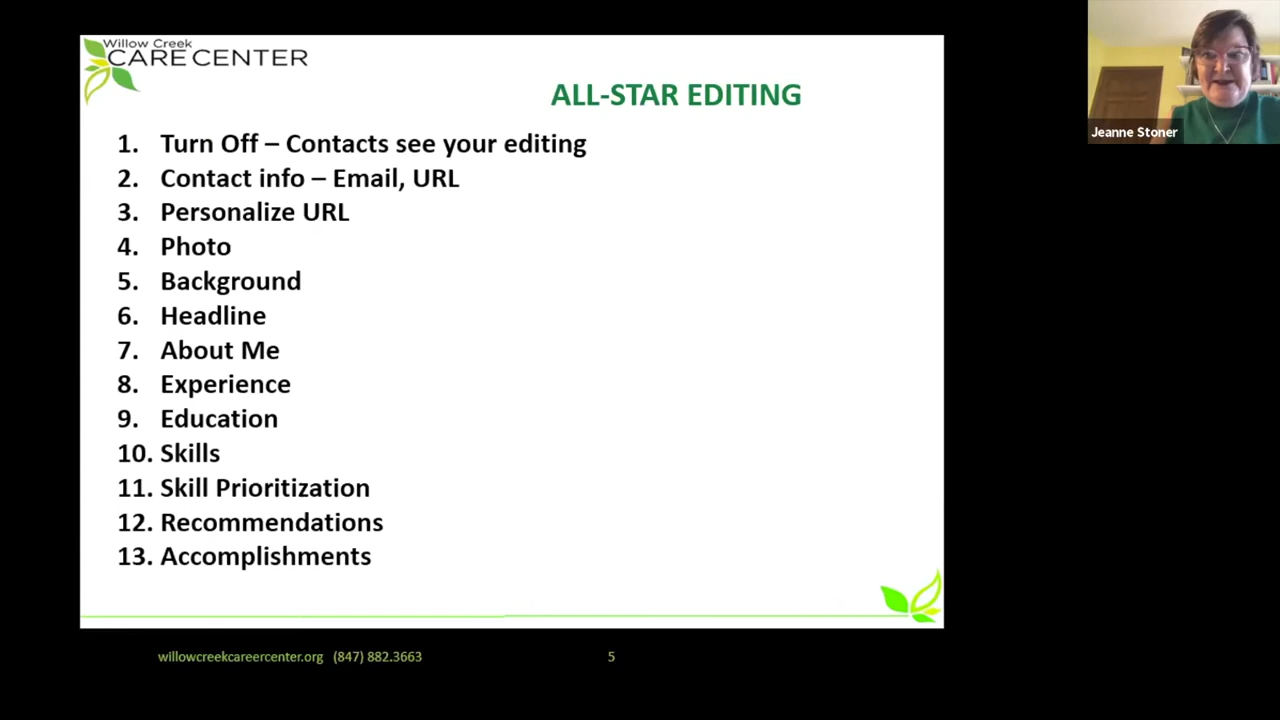 Willow Creek
CARE CENTER
ALL-STAR EDITING
1. Turn Off – Contacts see your editing
2. Contact info – Email, URL
3. Personalize URL
4. Photo
5. Background
6. Headline
7. About Me
8. Experience
9. Education
10. Skills
11. Skill Prioritization
12. Recommendations
13. Accomplishments
willowcreekcareercenter.org (847) 882.3663
5
Jeanne Stoner